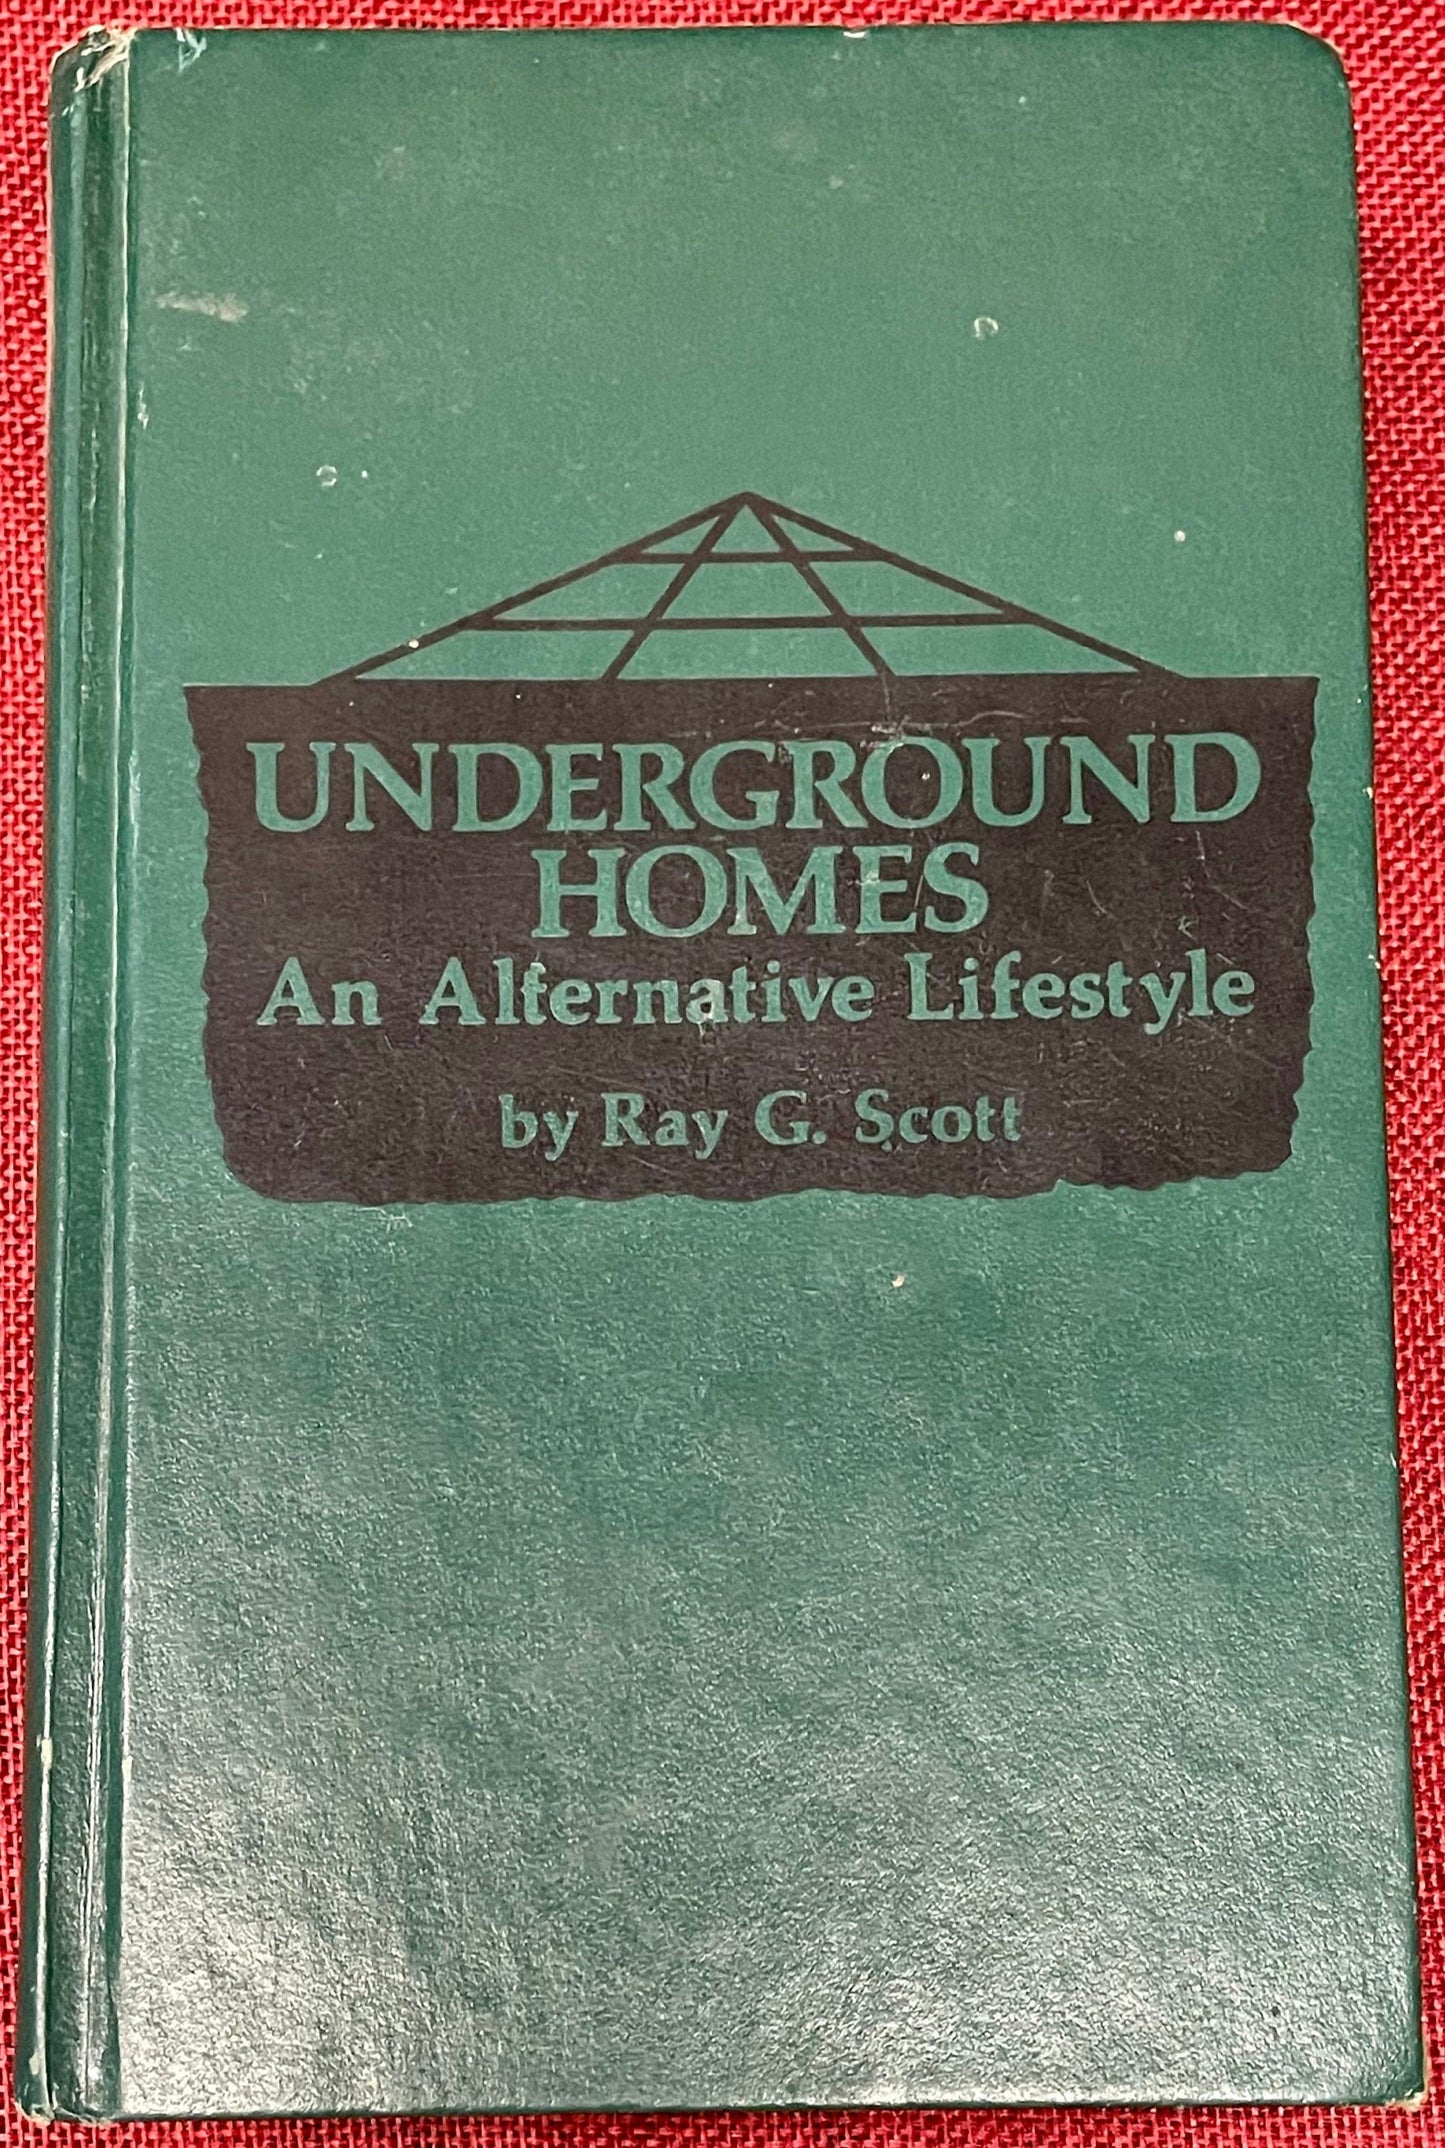 UNDERGROUND
HOMES
An Alternative Lifestyle
by Ray G. Scott